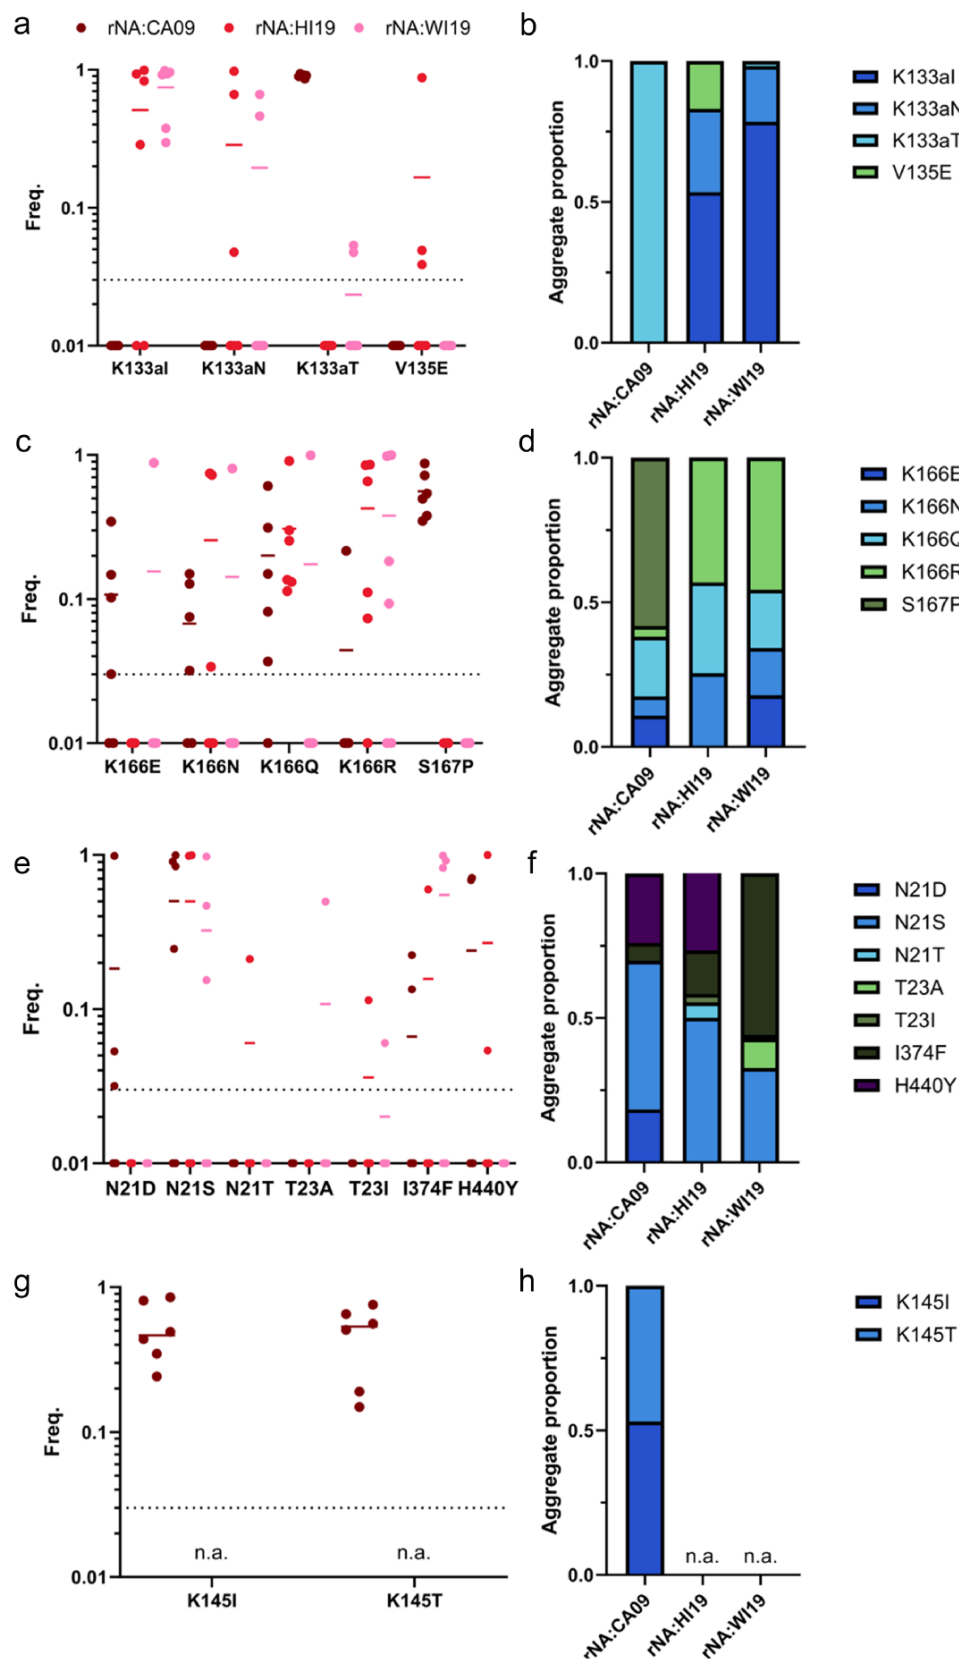 a
rNA:CA09 rNA:HI19 rNA:WI19
Freq.
1
0.1
0.01
K133aI K133aN K133aT V135E
b
Aggregate proportion
1.0
0.5
0.0
rNA:CA09 rNA:HI19 rNA:WI19
K133aI
K133aN
K133aT
V135E
c
Freq.
1
0.1
0.01
K166E K166N K166Q K166R S167P
d
Aggregate proportion
1.0
0.5
0.0
rNA:CA09 rNA:HI19 rNA:WI19
K166E
K166N
K166Q
K166R
S167P
e
Freq.
1
0.1
0.01
N21D N21S N21T T23A T23I I374F H440Y
f
Aggregate proportion
1.0
0.5
0.0
rNA:CA09 rNA:HI19 rNA:WI19
N21D
N21S
N21T
T23A
T23I
I374F
H440Y
g
Freq.
1
0.1
0.01
n.a. n.a.
K145I K145T
h
Aggregate proportion
1.0
0.5
0.0
n.a. n.a.
rNA:CA09 rNA:HI19 rNA:WI19
K145I
K145T